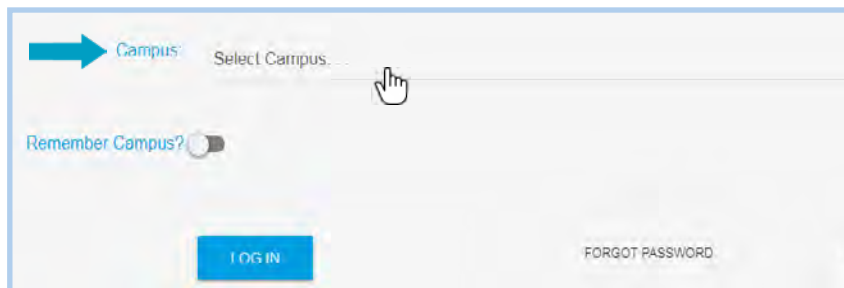 Campus:
Select Campus...
Remember Campus?
LOG IN
FORGOT PASSWORD